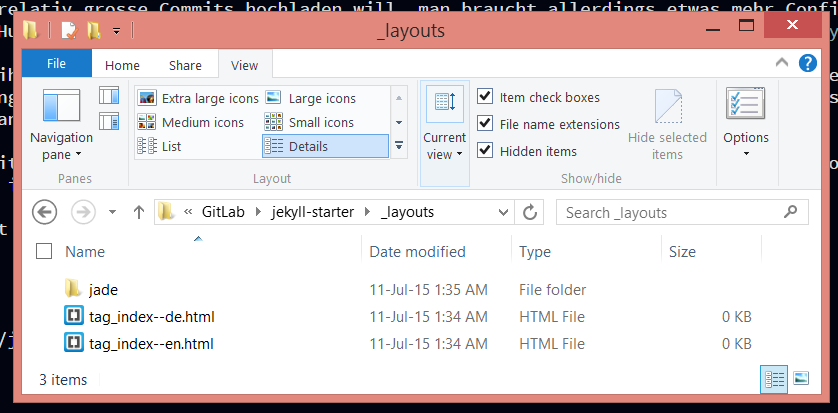 relativ grosse Commits hochladen will, man braucht allerdings etwas mehr Confi
_layouts
File Home Share View
Navigation pane
Extra large icons Large icons
Medium icons Small icons
List Details
Current view
Item check boxes
File name extensions
Hidden items
Hide selected items
Options
Panes Layout Show/hide
« GitLab jekyll-starter _layouts Search _layouts
Name Date modified Type Size
jade 11-Jul-15 1:35 AM File folder
tag_index--de.html 11-Jul-15 1:34 AM HTML File 0 KB
tag_index--en.html 11-Jul-15 1:34 AM HTML File 0 KB
3 items